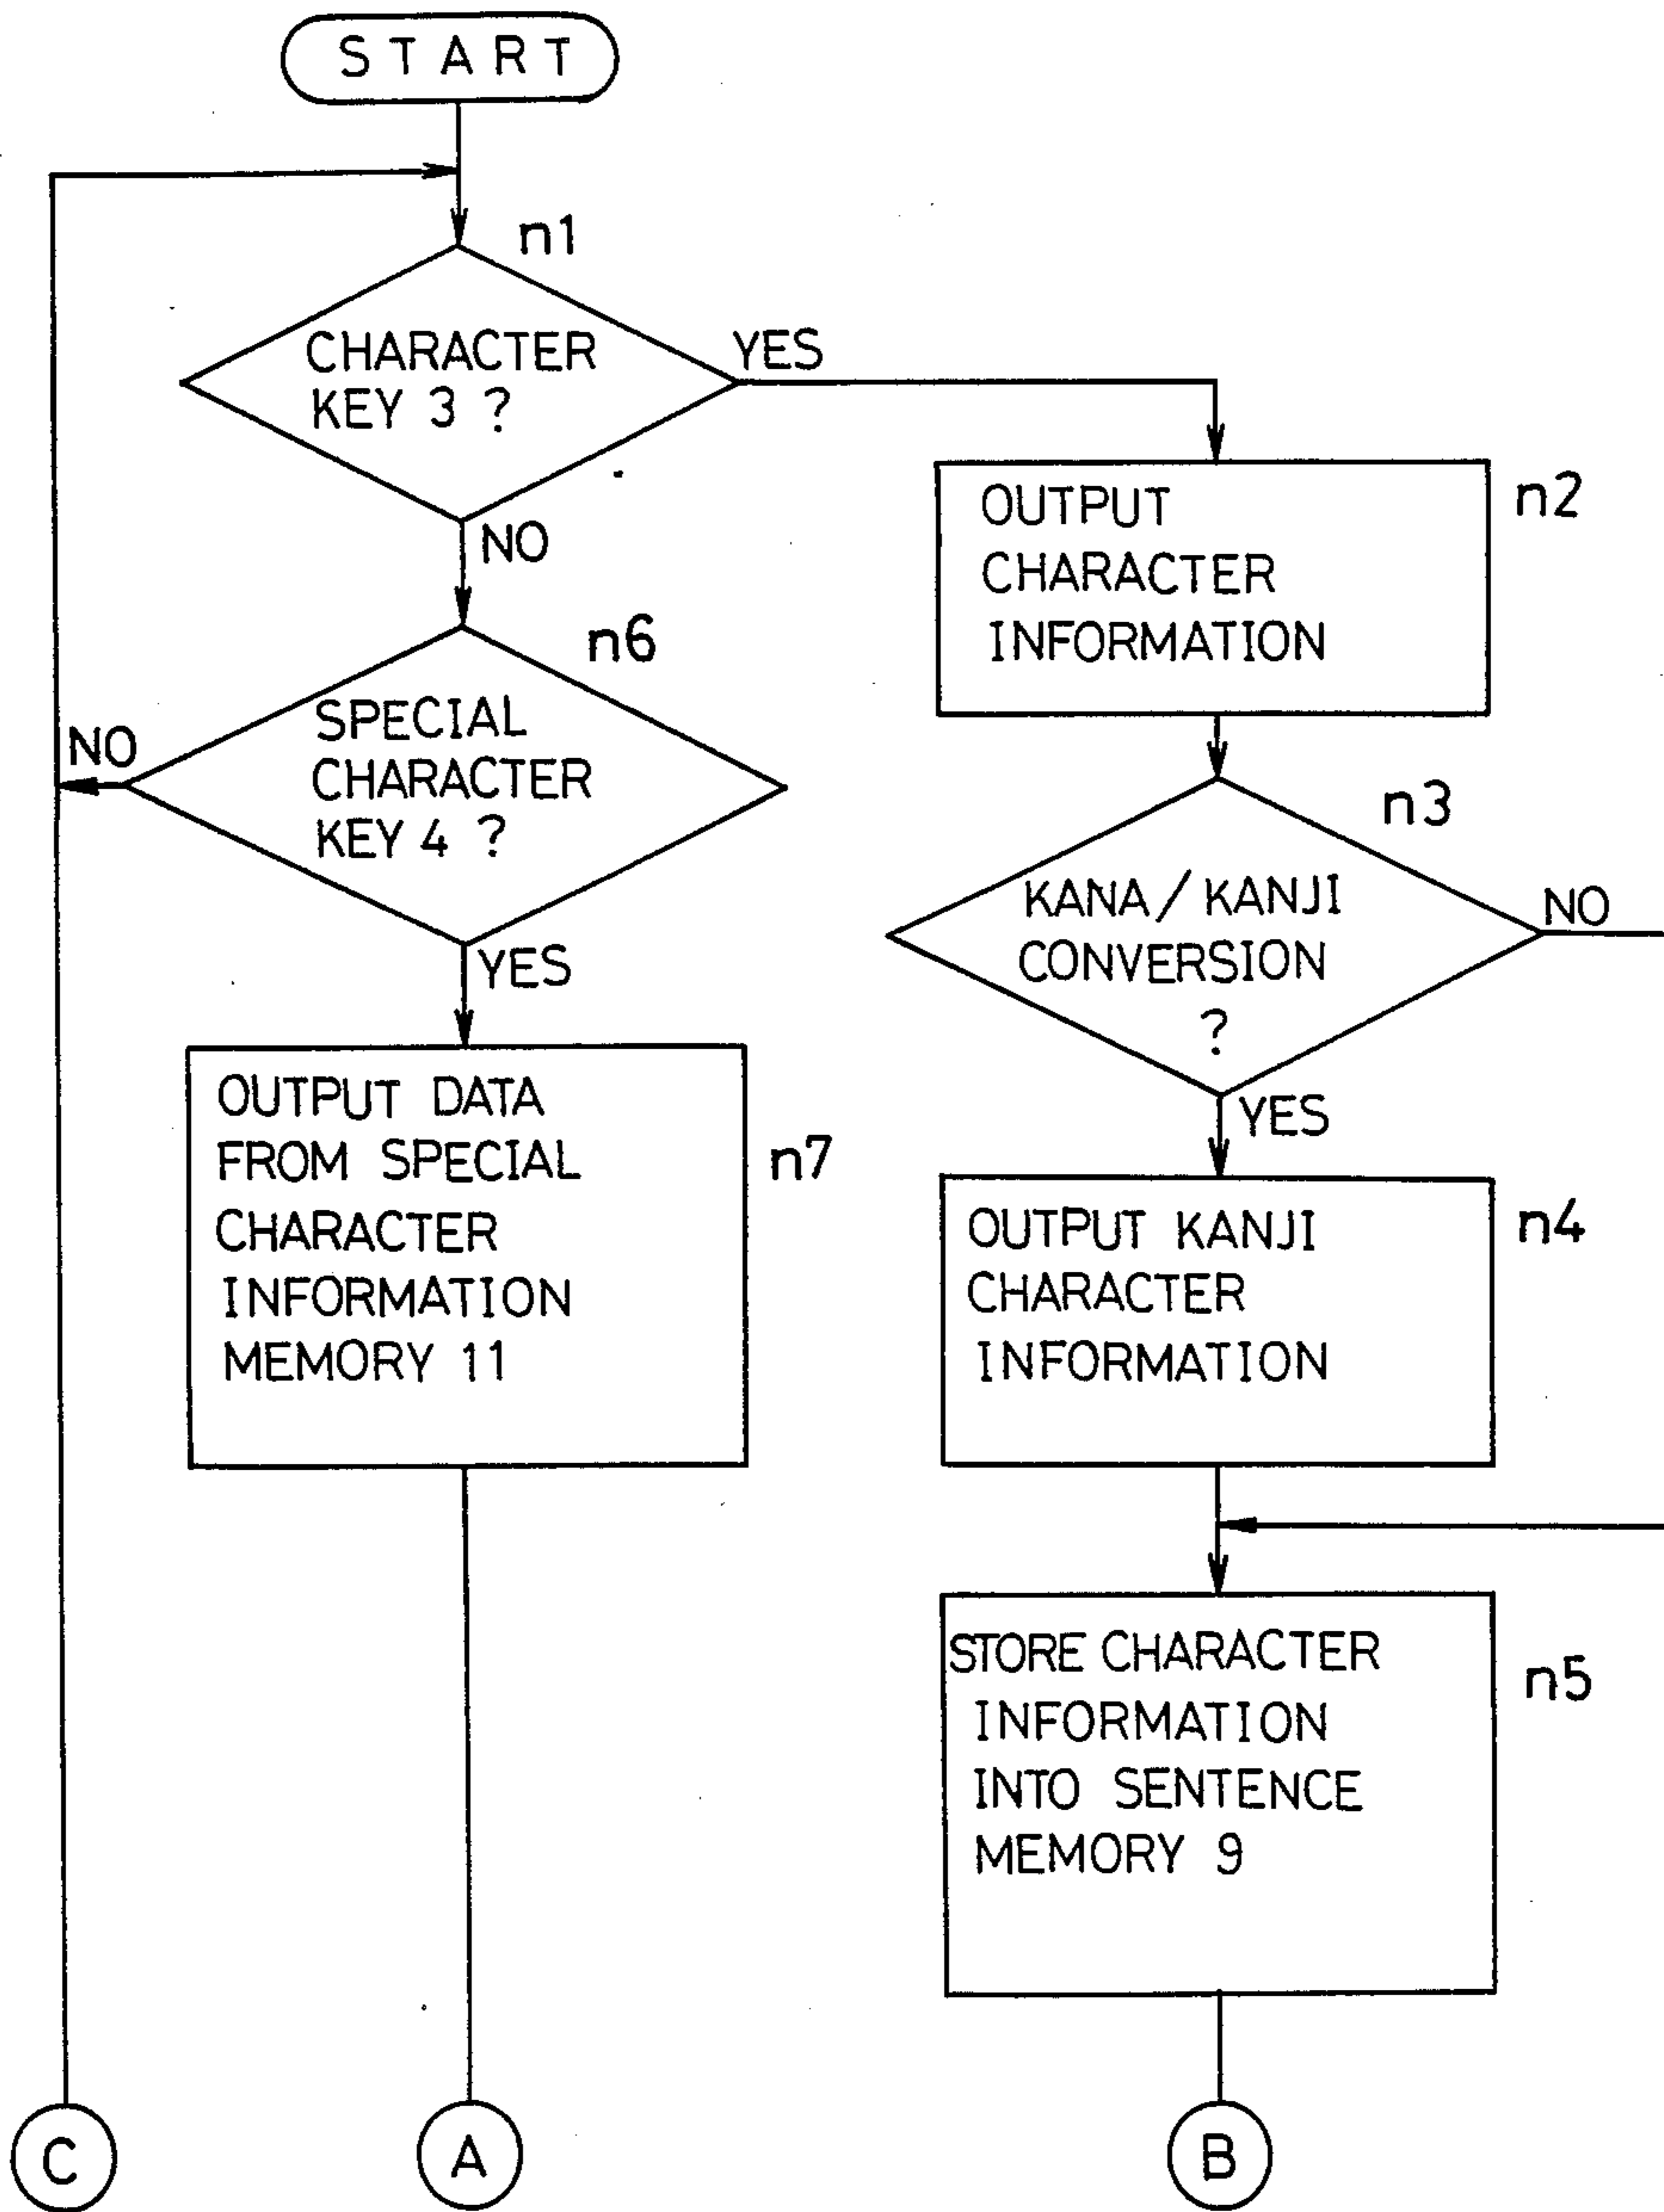 START
n1
CHARACTER
KEY 3 ?
YES
NO
n2
OUTPUT
CHARACTER
INFORMATION
n6
SPECIAL
CHARACTER
KEY 4 ?
NO
YES
n3
KANA / KANJI
CONVERSION
?
NO
YES
OUTPUT DATA
FROM SPECIAL
CHARACTER
INFORMATION
MEMORY 11
n7
OUTPUT KANJI
CHARACTER
INFORMATION
n4
STORE CHARACTER
INFORMATION
INTO SENTENCE
MEMORY 9
n5
C
A
B